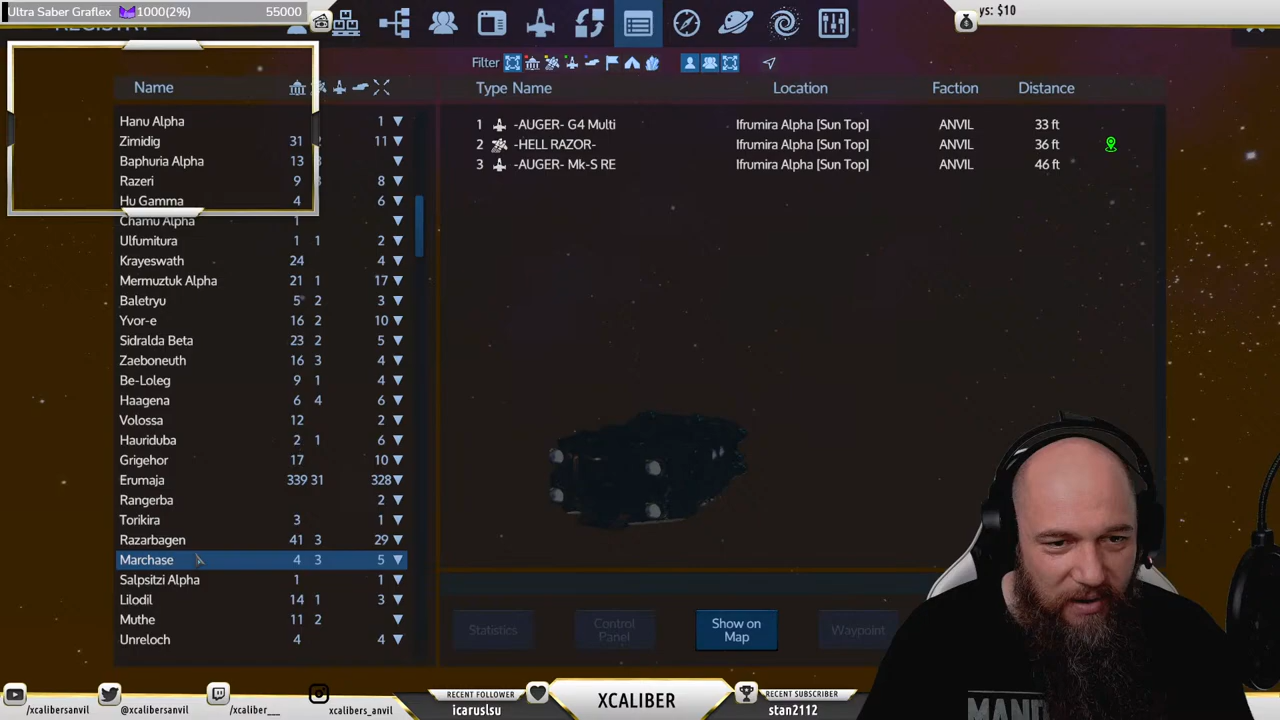 Ultra Saber Graflex 1000(2%) 55000
ys: $10
Filter
Name
Type Name Location Faction Distance
1 -AUGER- G4 Multi Ifrumira Alpha [Sun Top] ANVIL 33 ft
2 -HELL RAZOR- Ifrumira Alpha [Sun Top] ANVIL 36 ft
3 -AUGER- Mk-S RE Ifrumira Alpha [Sun Top] ANVIL 46 ft
Hanu Alpha 1
Zimidig 31 11
Baphuria Alpha 13
Razeri 9 8
Hu Gamma 4 6
Chamu Alpha 1
Ulfumitura 1 1 2
Krayeswath 24 4
Mermuztuk Alpha 21 1 17
Baletryu 5 2 3
Yvor-e 16 2 10
Sidralda Beta 23 2 5
Zaeboneuth 16 3 4
Be-Loleg 9 1 4
Haagena 6 4 6
Volossa 12 2
Hauriduba 2 1 6
Grigehor 17 10
Erumaja 339 31 328
Rangerba 2
Torikira 3 1
Razarbagen 41 3 29
Marchase 4 3 5
Salpsitzi Alpha 1 1
Lilodil 14 1 3
Muthe 11 2
Unreloch 4 4
Statistics
Control
Panel
Show on
Map
Waypoint
/xcalibersanvil
@xcalibersanvil
/xcaliber___
xcalibers_anvil
RECENT FOLLOWER
icaruslsu
XCALIBER
RECENT SUBSCRIBER
stan2112